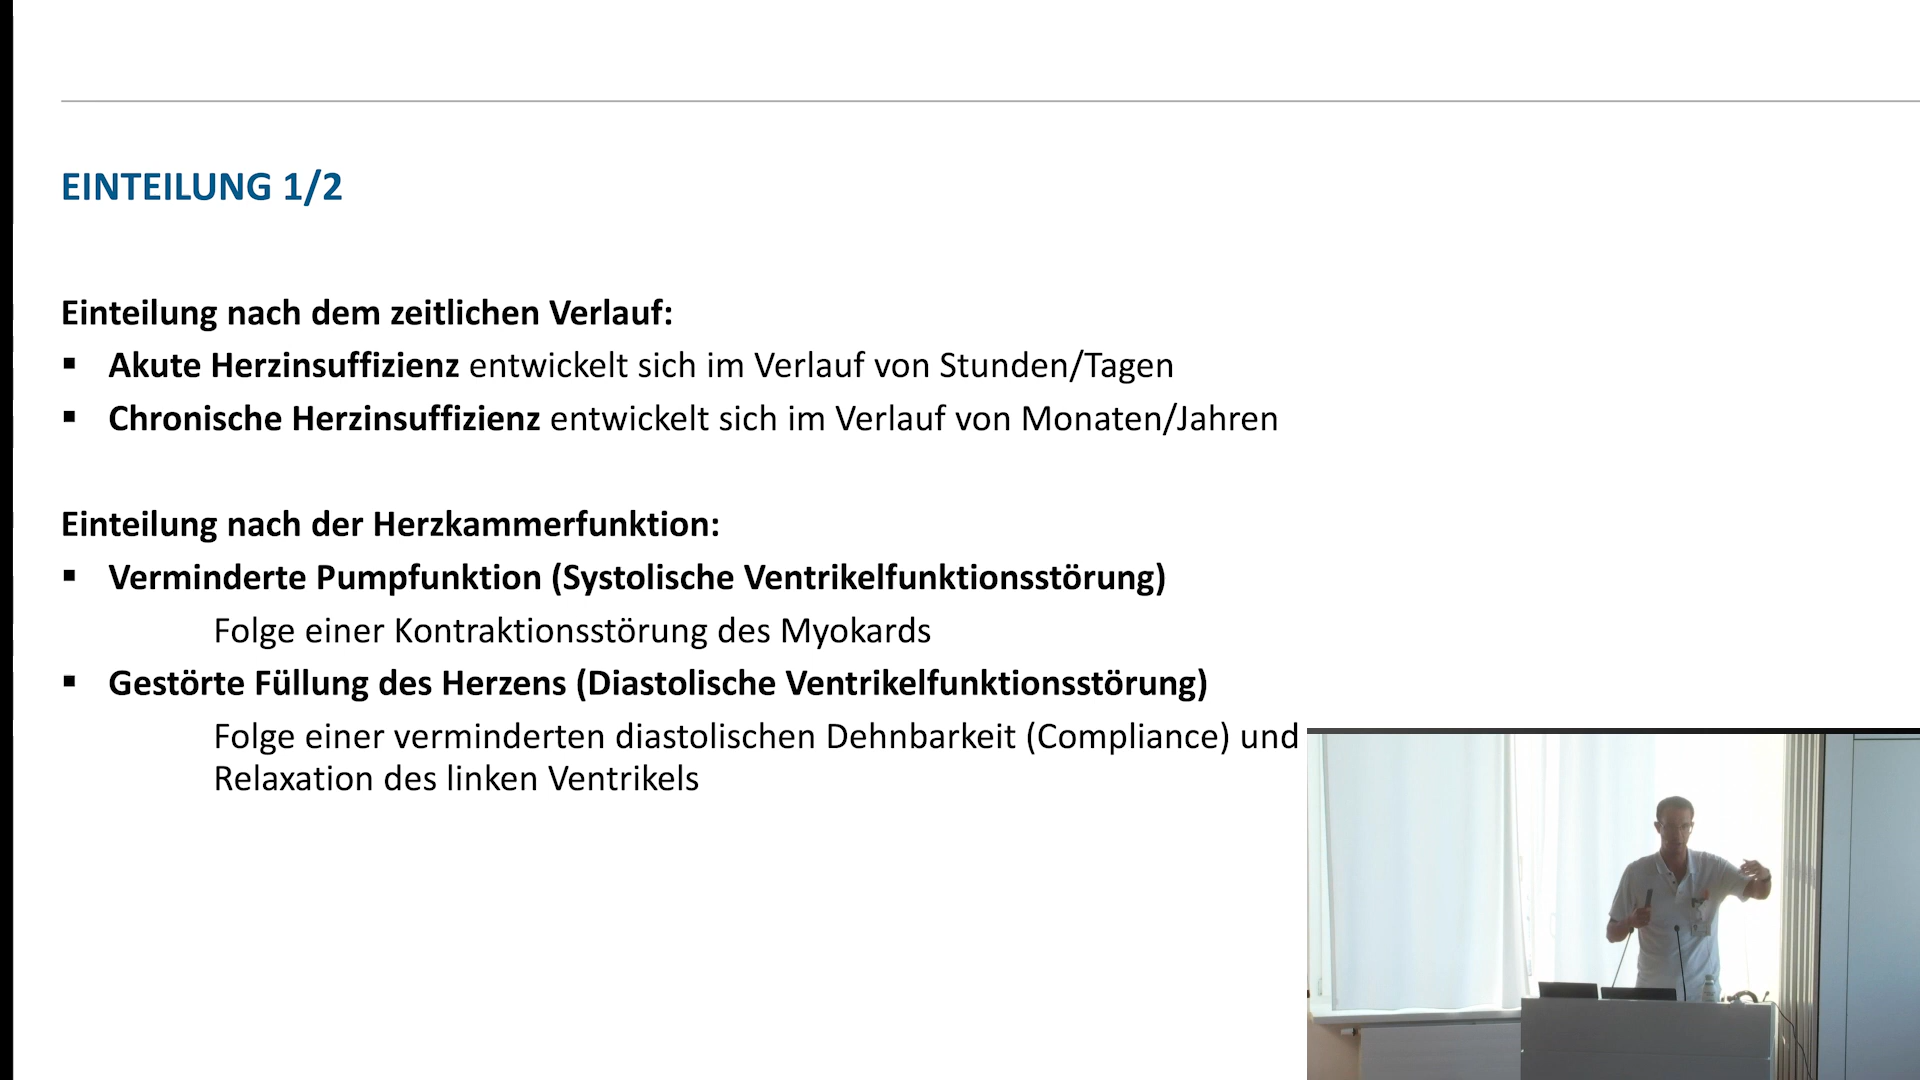 EINTEILUNG 1/2
Einteilung nach dem zeitlichen Verlauf:
▪ Akute Herzinsuffizienz entwickelt sich im Verlauf von Stunden/Tagen
▪ Chronische Herzinsuffizienz entwickelt sich im Verlauf von Monaten/Jahren
Einteilung nach der Herzkammerfunktion:
▪ Verminderte Pumpfunktion (Systolische Ventrikelfunktionsstörung)
Folge einer Kontraktionsstörung des Myokards
▪ Gestörte Füllung des Herzens (Diastolische Ventrikelfunktionsstörung)
Folge einer verminderten diastolischen Dehnbarkeit (Compliance) und
Relaxation des linken Ventrikels